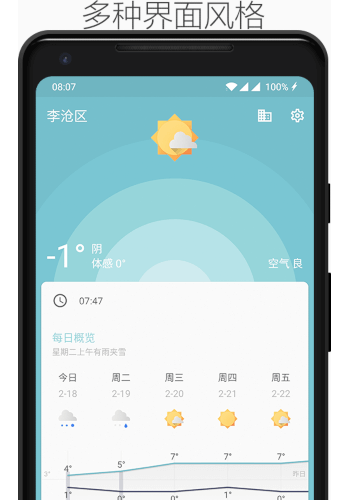 多种界面风格
08:07 100%
李沧区
-1°
阴
体感 0°
空气 良
07:47
每日概览
星期二上午有雨夹雪
今日 周二 周三 周四 周五
2-18 2-19 2-20 2-21 2-22
4° 5° 7° 7° 7°
3° 昨日
1° 0° 0° 1° 0°